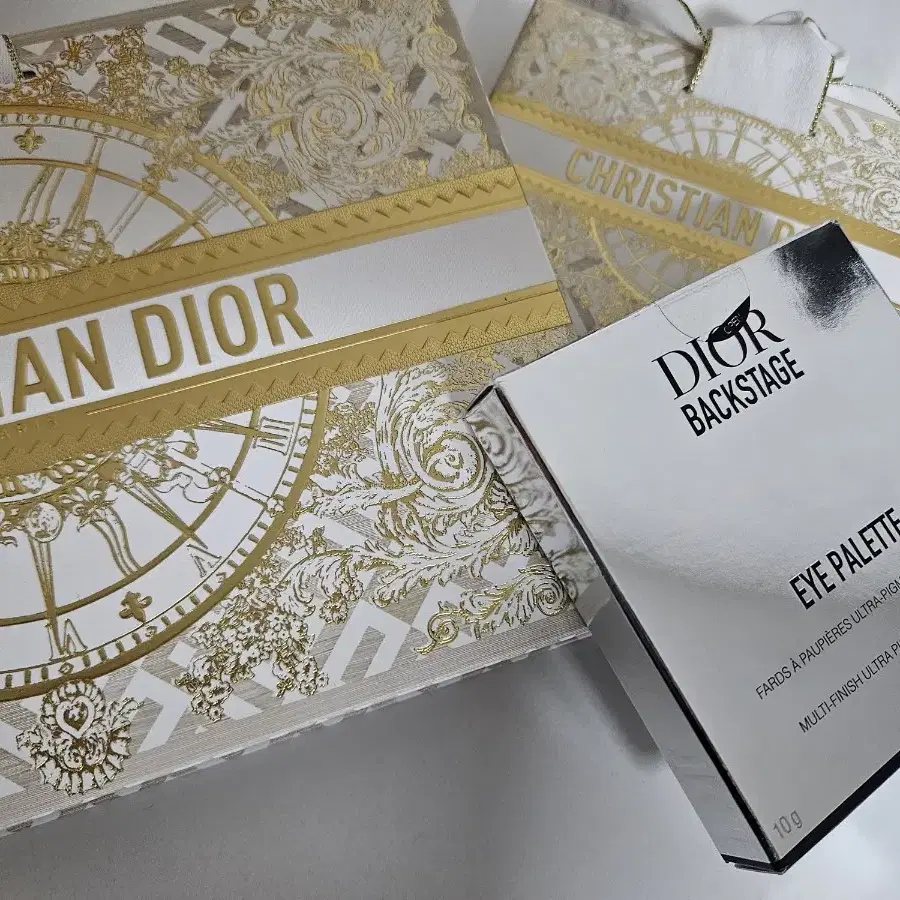 IAN DIOR
CHRISTIAN D
DIOR
BACKSTAGE
EYE PALETTE
FARDS À PAUPIÈRES ULTRA-PIGM
MULTI-FINISH ULTRA P
10 g